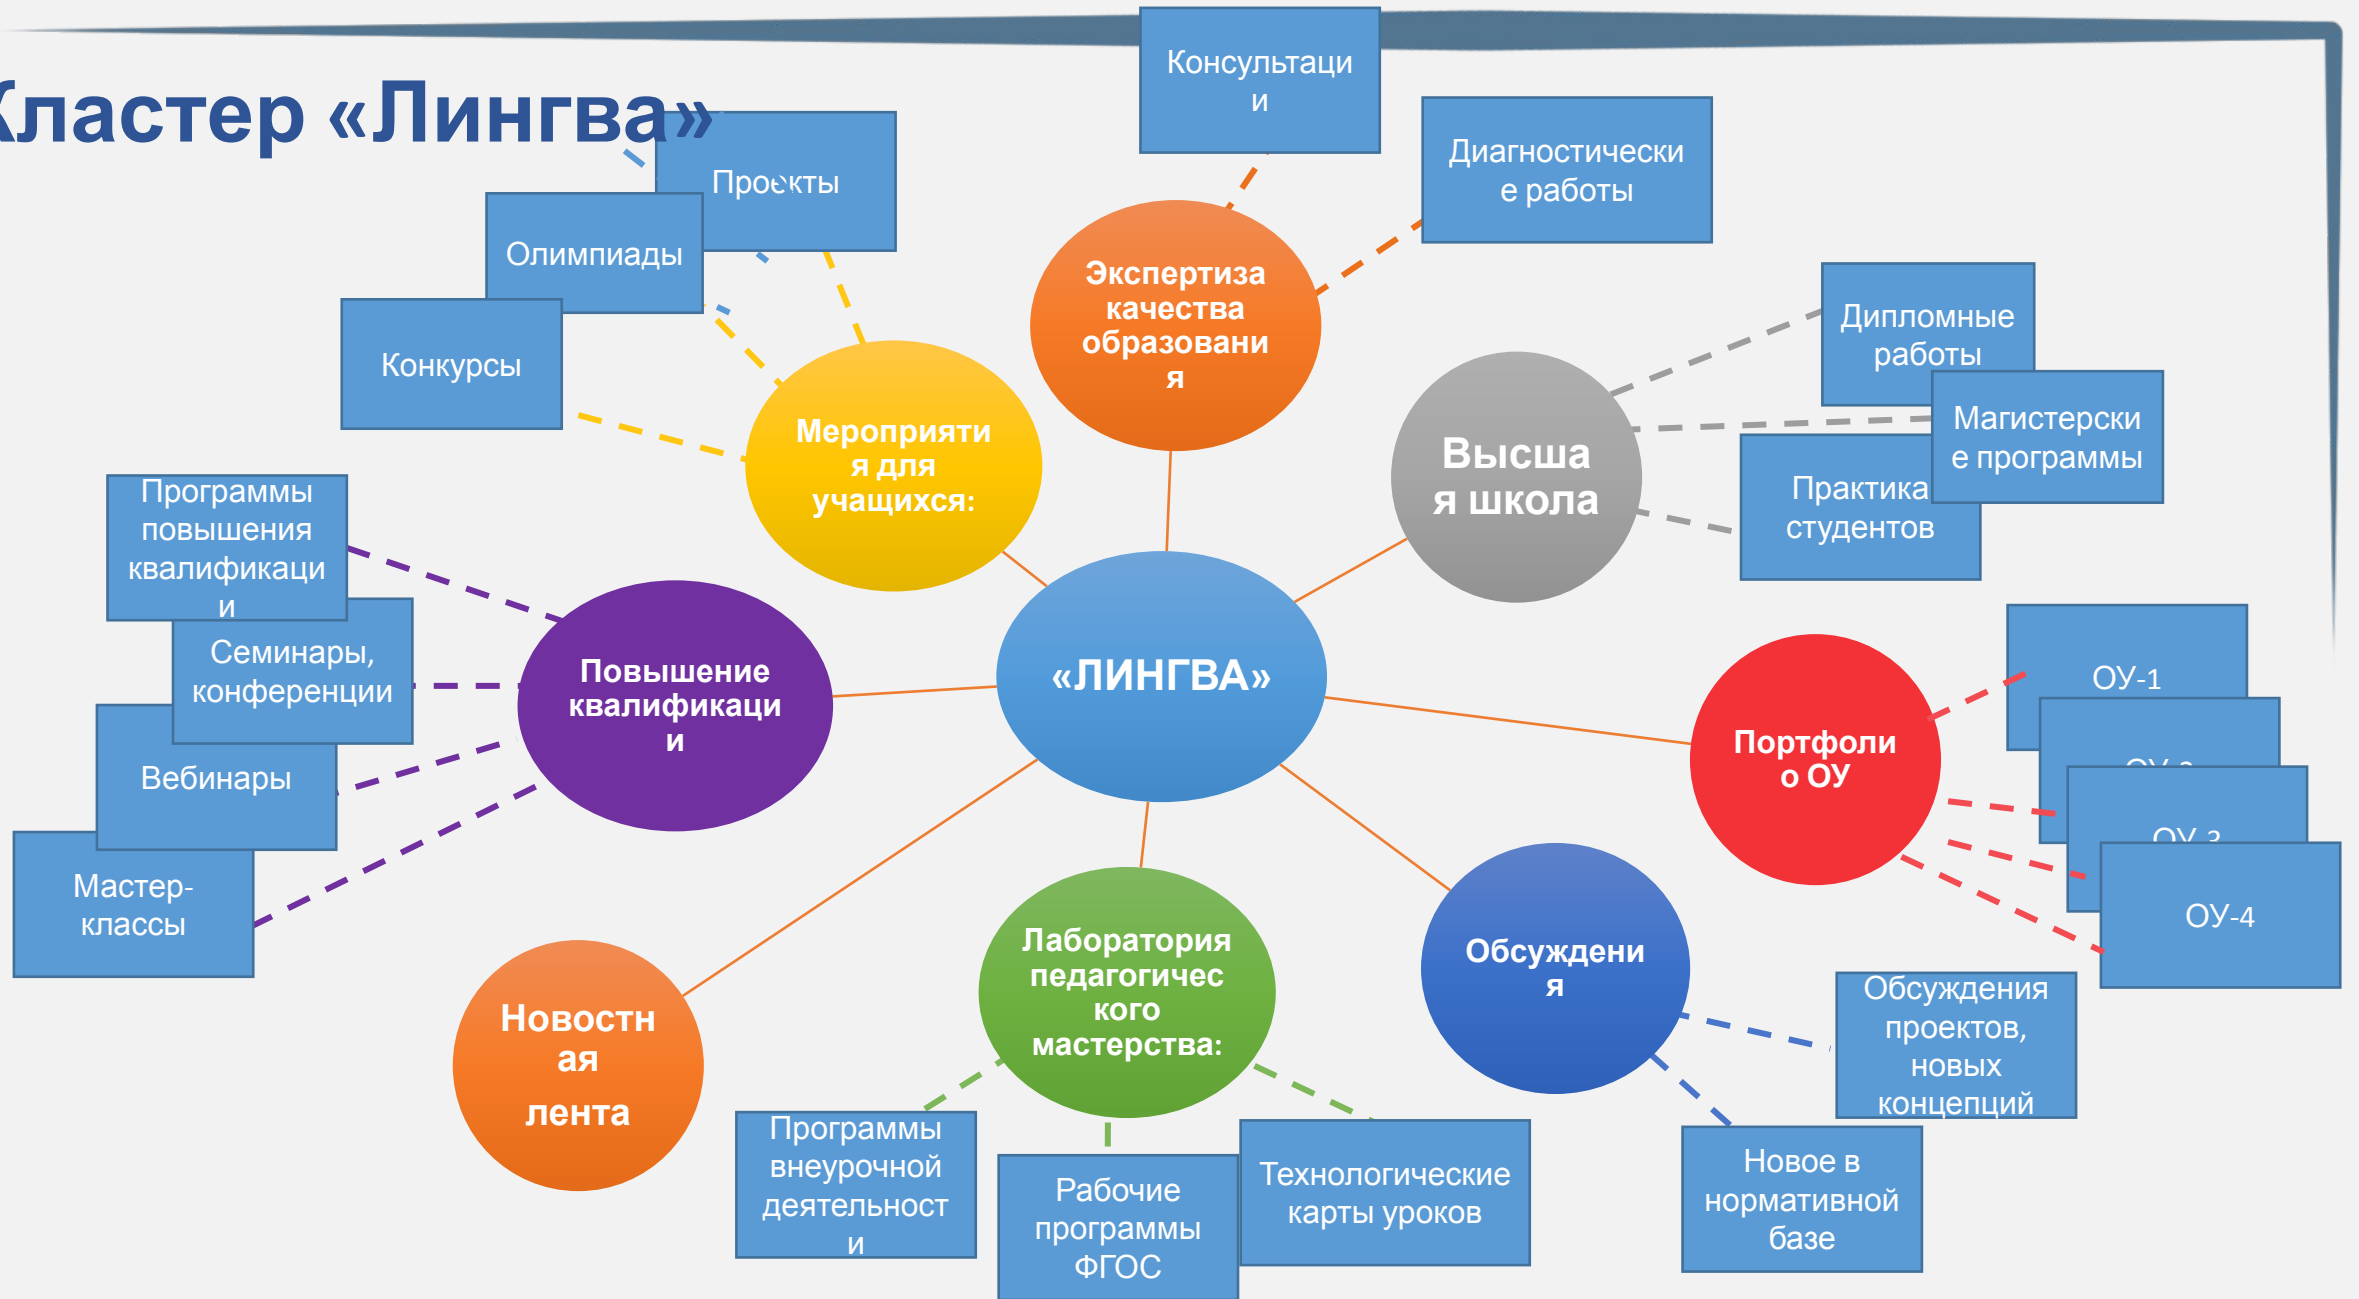 Кластер «Лингва»
Консультаци
и
Диагностически
е работы
Проекты
Олимпиады
Конкурсы
Экспертиза
качества
образовани
я
Дипломные
работы
Магистерски
е программы
Практика
студентов
Высша
я школа
Мероприяти
я для
учащихся:
Программы
повышения
квалификаци
и
Семинары,
конференции
Вебинары
Мастер-
классы
Повышение
квалификаци
и
«ЛИНГВА»
Портфоли
о ОУ
ОУ-1
ОУ-3
ОУ-4
Обсуждени
я
Обсуждения
проектов,
новых
концепций
Новое в
нормативной
базе
Лаборатория
педагогичес
кого
мастерства:
Программы
внеурочной
деятельност
и
Рабочие
программы
ФГОС
Технологические
карты уроков
Новостн
ая
лента